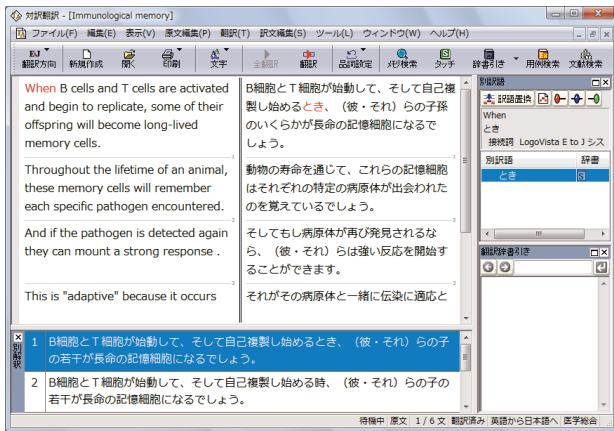 対訳翻訳 - [Immunological memory]
ファイル(F) 編集(E) 表示(V) 原文編集(P) 翻訳(T) 訳文編集(S) ツール(L) ウィンドウ(W) ヘルプ(H)
翻訳方向 新規作成 開く 印刷 文字 全翻訳 翻訳 品詞設定 メモリ検索 タッチ 辞書引き 用例検索 文献検索
When B cells and T cells are activated
and begin to replicate, some of their
offspring will become long-lived
memory cells.
B細胞とT細胞が始動して、そして自己複
製し始めるとき、（彼・それ）らの子孫
のいくらかが長命の記憶細胞になるで
しょう。
1
1
Throughout the lifetime of an animal,
these memory cells will remember
each specific pathogen encountered.
動物の寿命を通じて、これらの記憶細胞
はそれぞれの特定の病原体が出会われた
のを覚えているでしょう。
2
2
And if the pathogen is detected again
they can mount a strong response .
そしてもし病原体が再び発見されるな
ら、（彼・それ）らは強い反応を開始す
ることができます。
This is "adaptive" because it occurs
それがその病原体と一緒に伝染に適応と
別訳語
訳語置換
When
とき
接続詞 LogoVista E to J シス
別訳語 辞書
とき S
翻訳辞書引き
別解釈
1 B細胞とT細胞が始動して、そして自己複製し始めるとき、（彼・それ）らの子
の若干が長命の記憶細胞になるでしょう。
2 B細胞とT細胞が始動して、そして自己複製し始める時、（彼・それ）らの子の
若干が長命の記憶細胞になるでしょう。
待機中 原文 1 / 6 文 翻訳済み 英語から日本語へ 医学総合